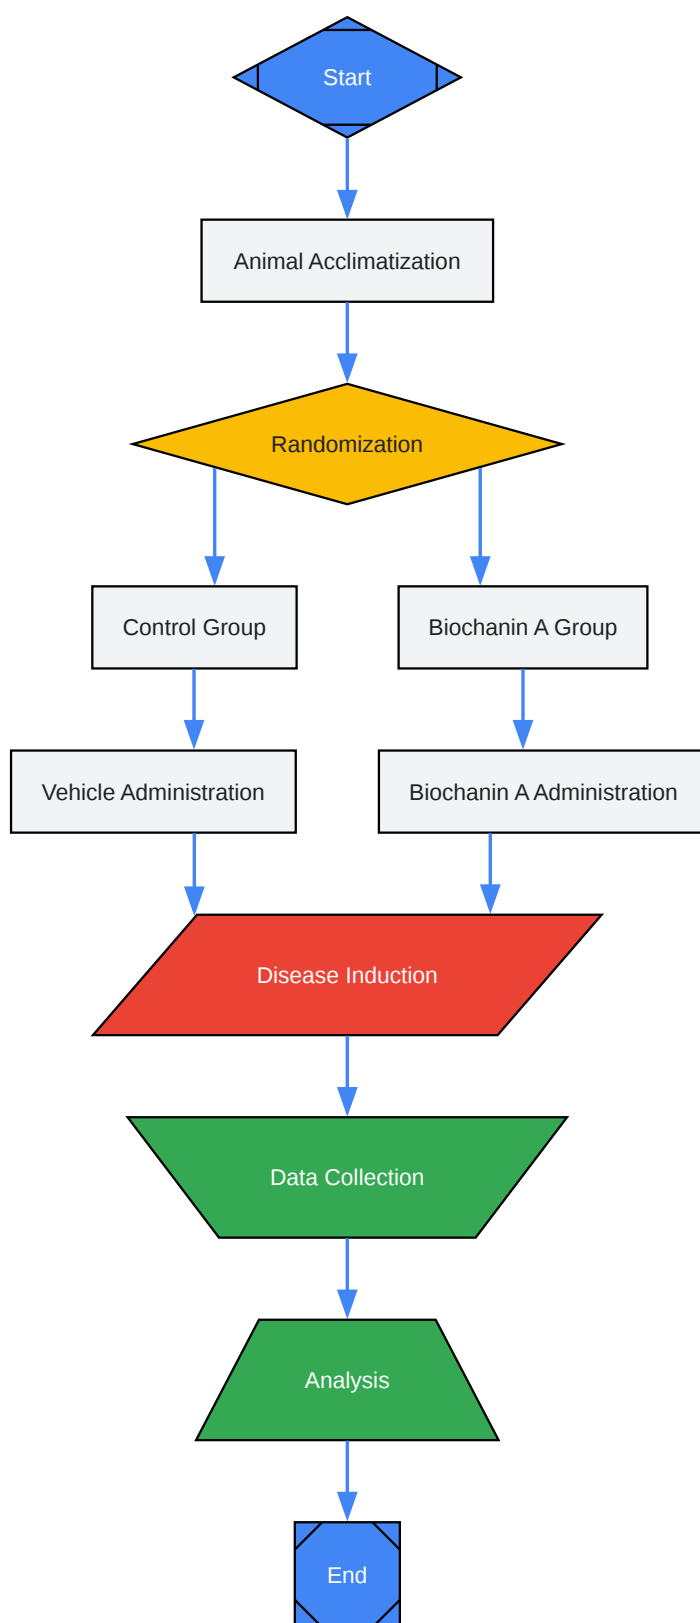 Start
Animal Acclimatization
Randomization
Control Group
Biochanin A Group
Vehicle Administration
Biochanin A Administration
Disease Induction
Data Collection
Analysis
End